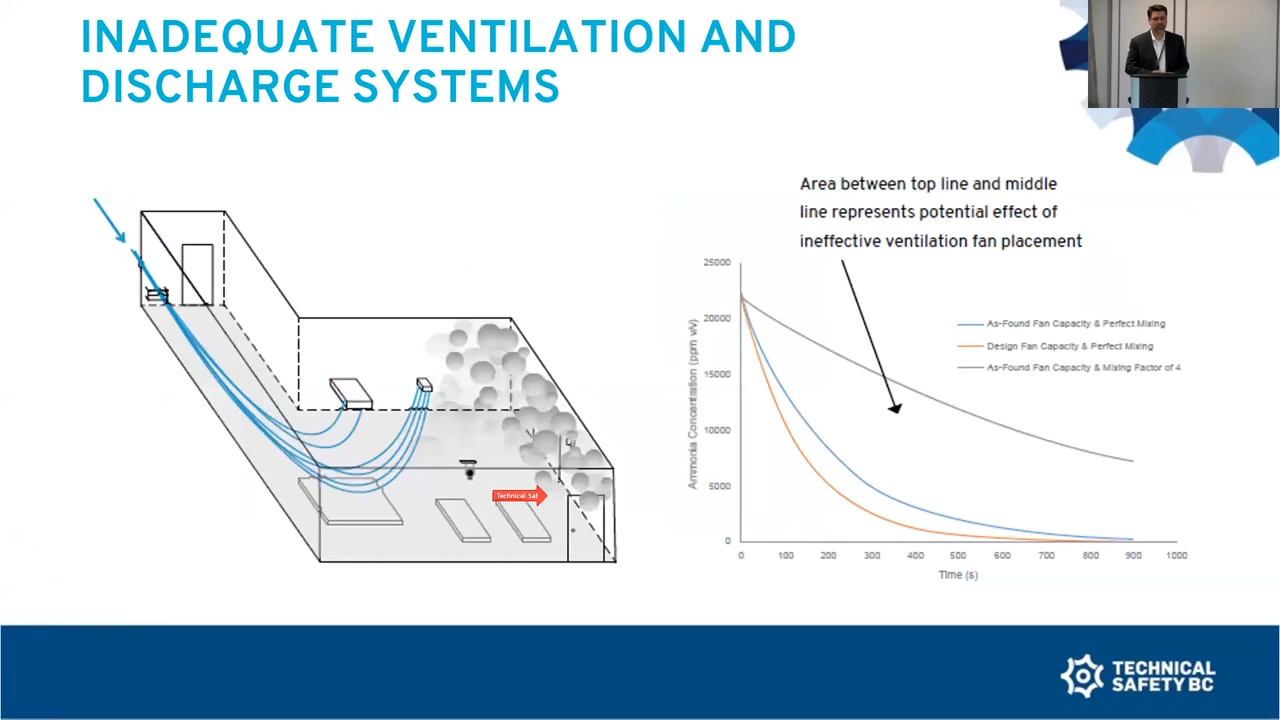 INADEQUATE VENTILATION AND
DISCHARGE SYSTEMS
Area between top line and middle
line represents potential effect of
ineffective ventilation fan placement
25000
20000
15000
10000
5000
0
Ammonia Concentration (ppm v/v)
As-Found Fan Capacity & Perfect Mixing
Design Fan Capacity & Perfect Mixing
As-Found Fan Capacity & Mixing Factor of 4
0 100 200 300 400 500 600 700 800 900 1000
Time (s)
Technical Saf
TECHNICAL
SAFETY BC